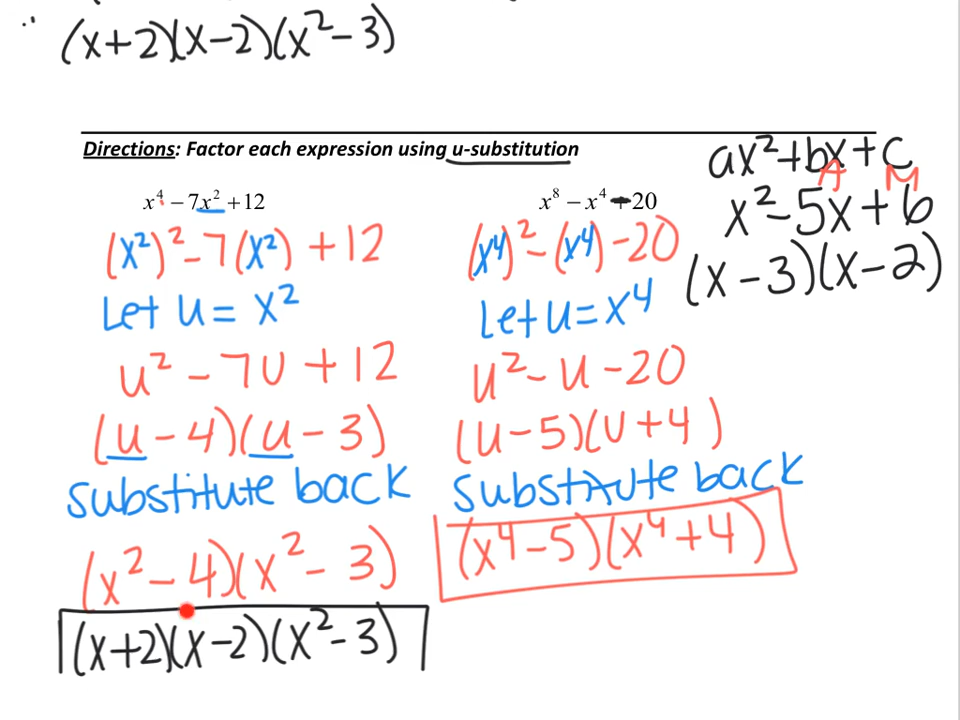 (x+2)(x-2)(x²-3)
Directions: Factor each expression using u-substitution
x⁴ - 7x² + 12
(x²)² - 7(x²) + 12
Let u = x²
u² - 7u + 12
(u - 4)(u - 3)
substitute back
(x² - 4)(x² - 3)
(x+2)(x-2)(x²-3)
x⁸ - x⁴ - 20
(x⁴)² - (x⁴) - 20
Let u = x⁴
u² - u - 20
(u - 5)(u + 4)
substitute back
(x⁴ - 5)(x⁴ + 4)
ax² + bx + c
A M
x² - 5x + 6
(x - 3)(x - 2)